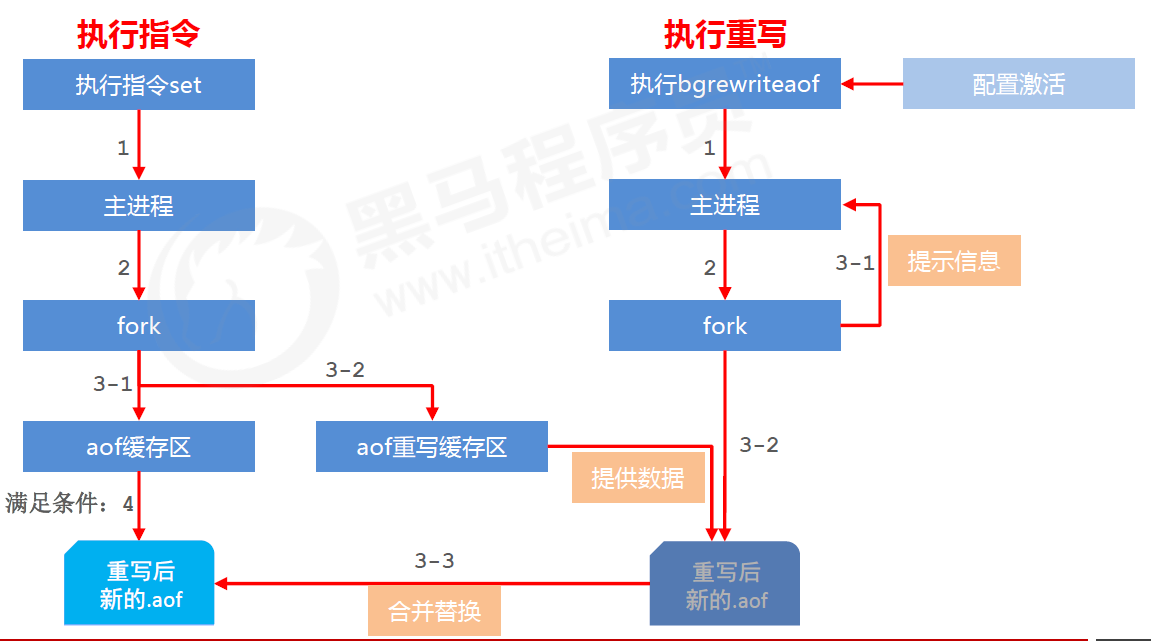 执行指令
执行重写
执行指令set
执行bgrewriteaof
配置激活
1
1
主进程
主进程
2
2
3-1
提示信息
fork
fork
3-1
3-2
aof缓存区
aof重写缓存区
3-2
提供数据
满足条件：4
重写后
新的.aof
3-3
合并替换
重写后
新的.aof
黑马程序员
www.itheima.com